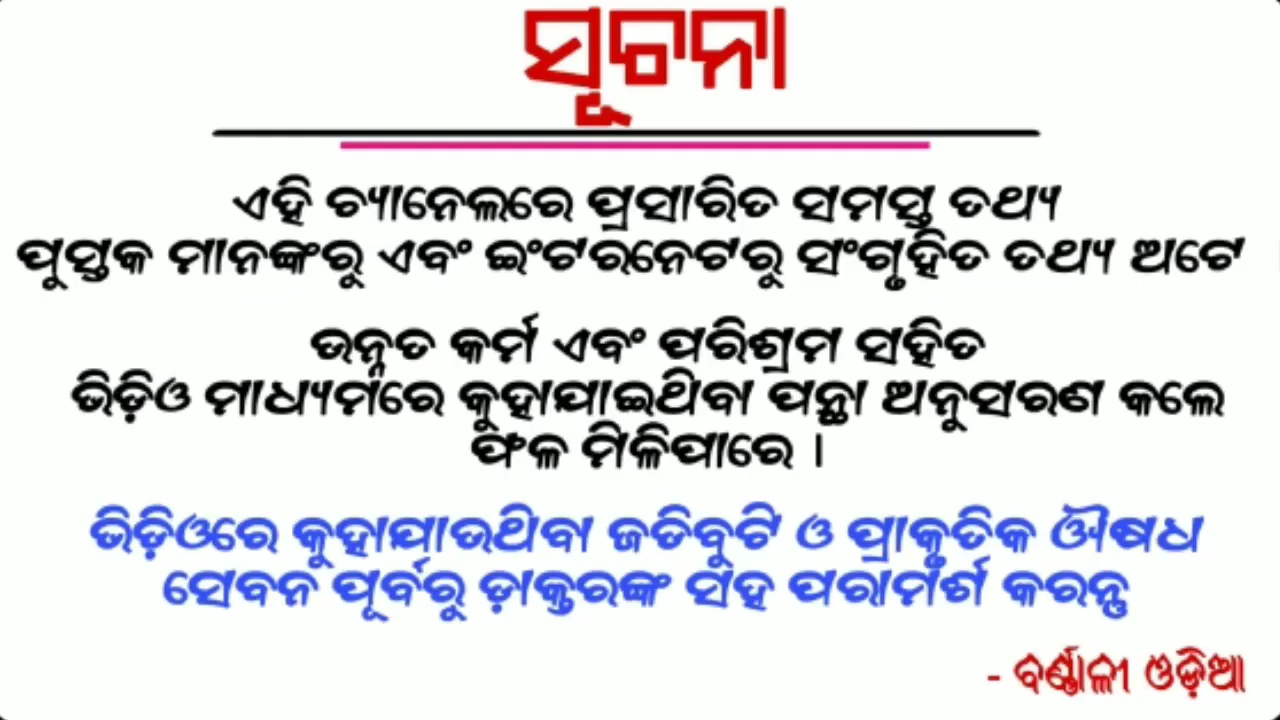 ସୂଚନା
ଏହି ଚ୍ୟାନେଲରେ ପ୍ରସାରିତ ସମସ୍ତ ତଥ୍ୟ
ପୁସ୍ତକ ମାନଙ୍କରୁ ଏବଂ ଇଂଟରନେଟରୁ ସଂଗୃହିତ ତଥ୍ୟ ଅଟେ ।
ଉନ୍ନତ କର୍ମ ଏବଂ ପରିଶ୍ରମ ସହିତ
ଭିଡ଼ିଓ ମାଧ୍ୟମରେ କୁହାଯାଇଥିବା ପନ୍ଥା ଅନୁସରଣ କଲେ
ଫଳ ମିଳିପାରେ ।
ଭିଡ଼ିଓରେ କୁହାଯାଉଥିବା ଜଡିବୁଟି ଓ ପ୍ରାକୃତିକ ଔଷଧ
ସେବନ ପୂର୍ବରୁ ଡ଼ାକ୍ତରଙ୍କ ସହ ପରାମର୍ଶ କରନ୍ତୁ
- ବର୍ଣ୍ଣାଳୀ ଓଡ଼ିଆ